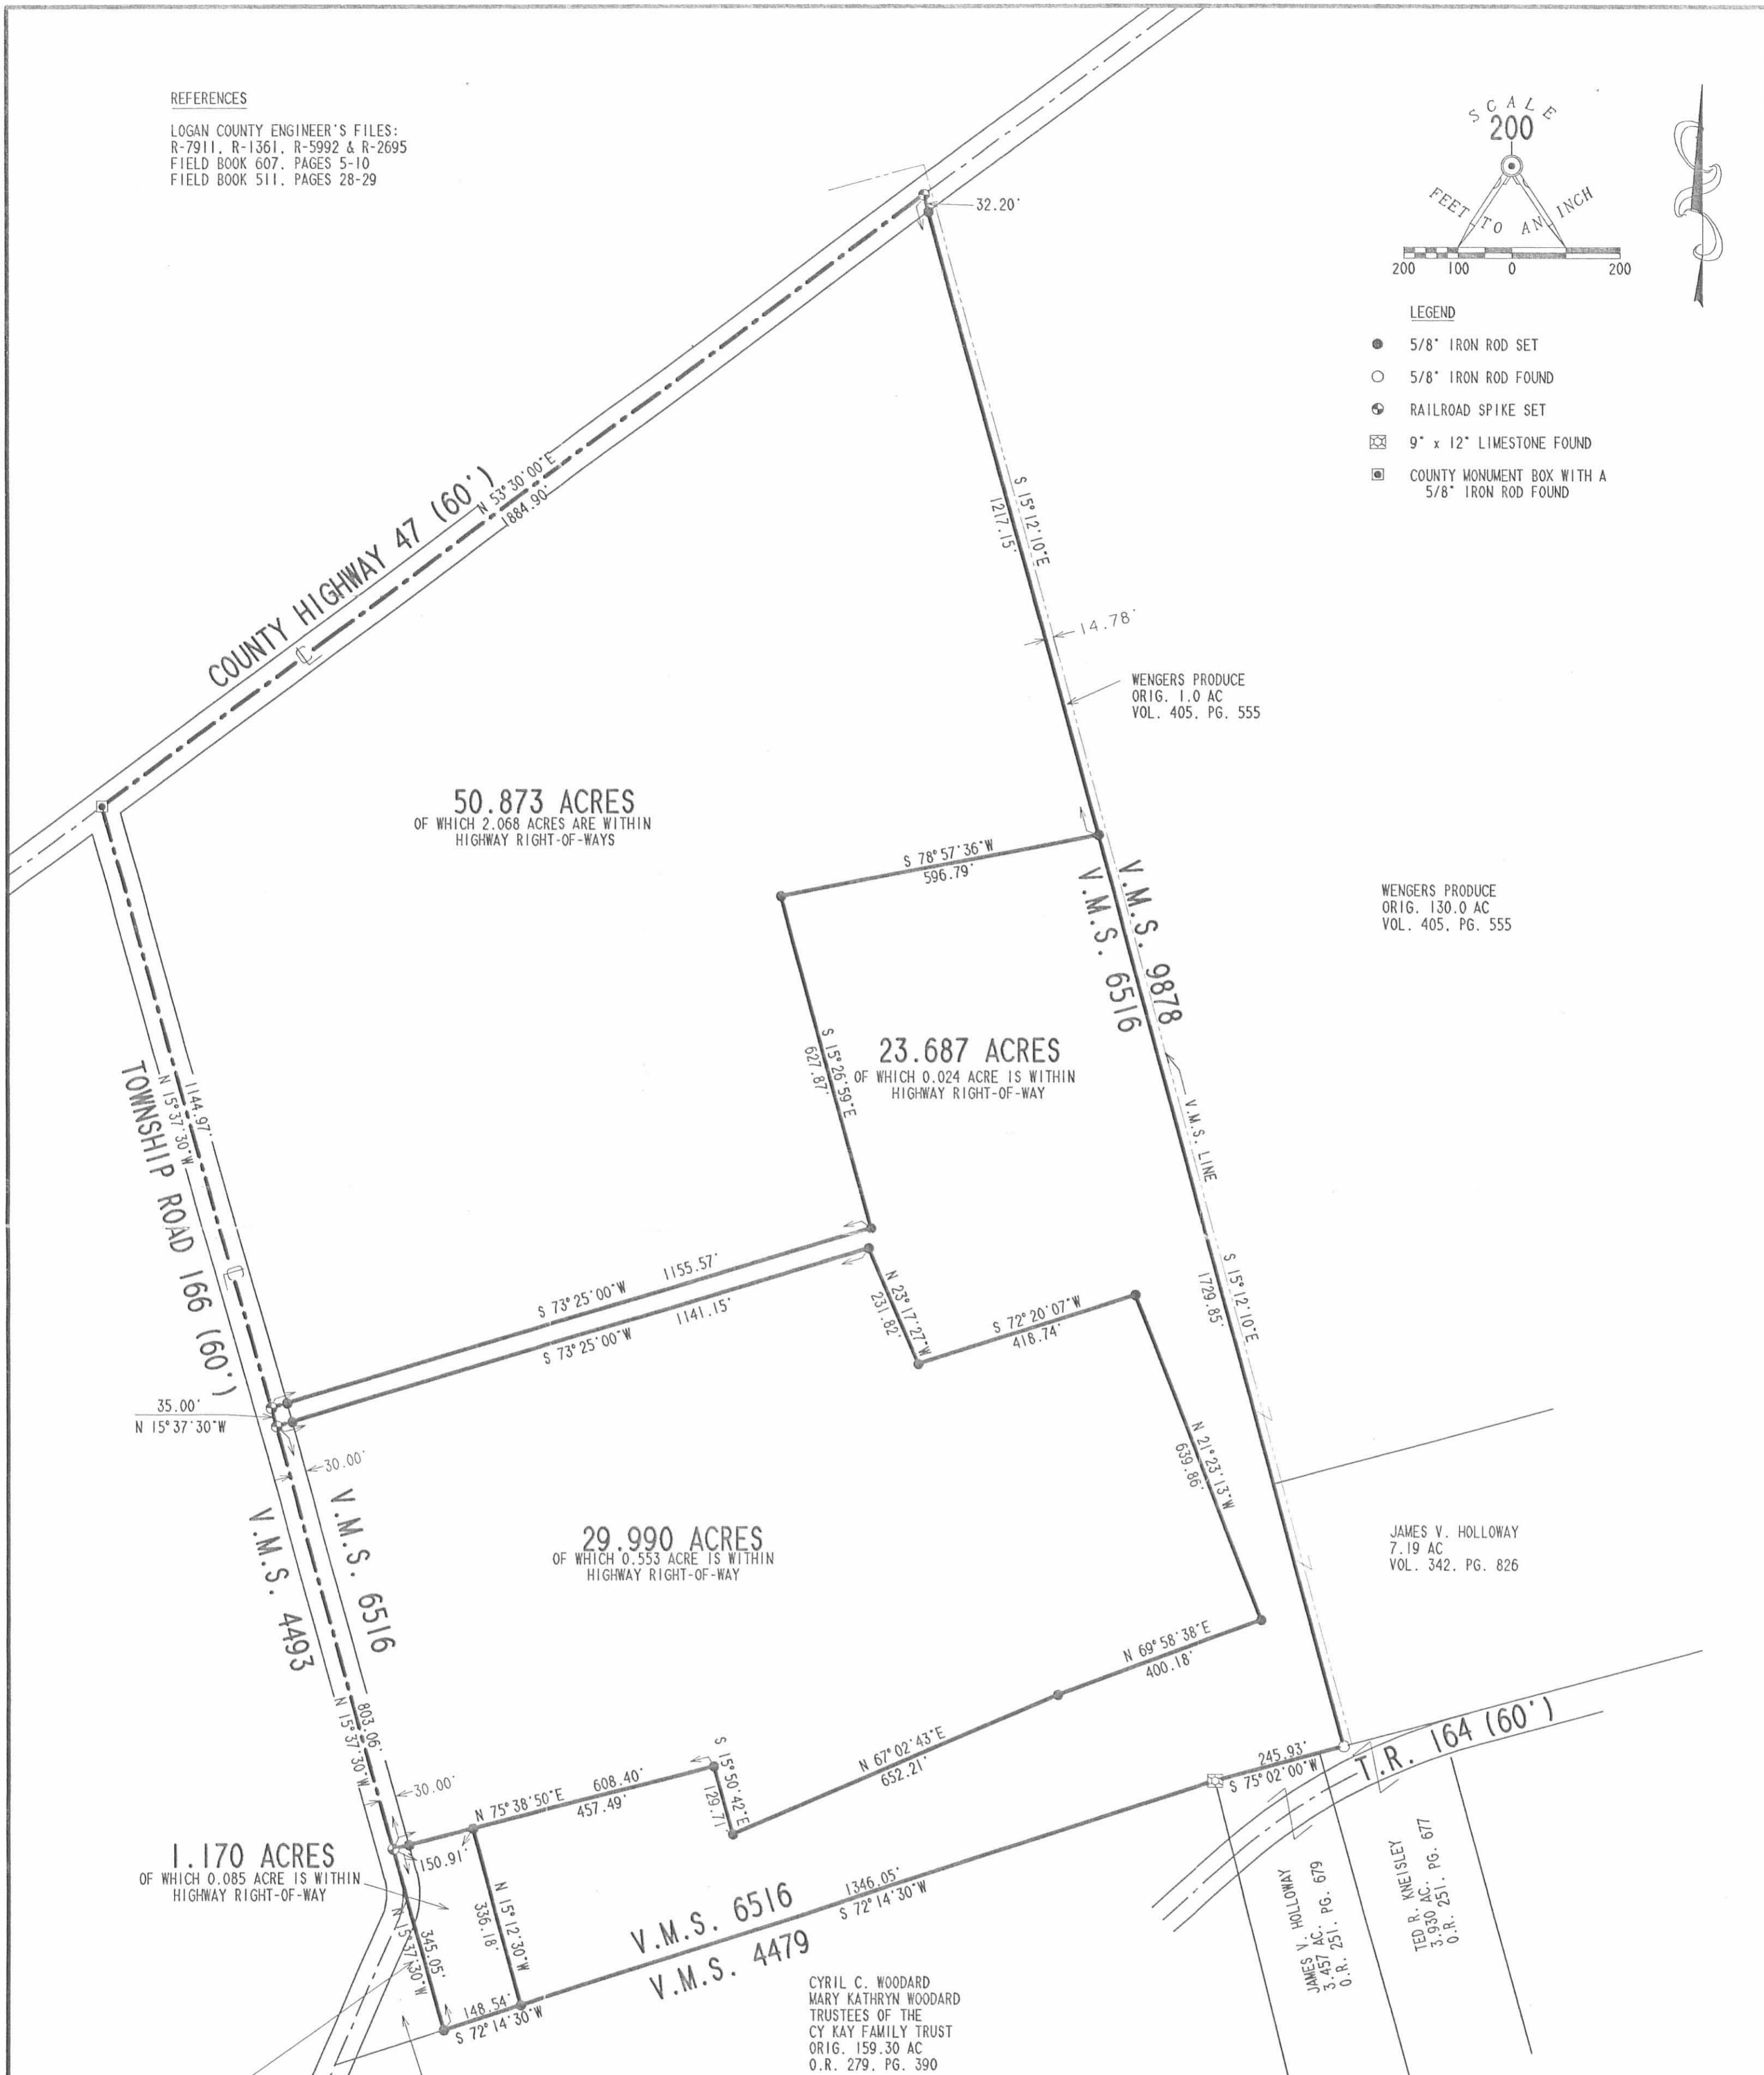 REFERENCES
LOGAN COUNTY ENGINEER'S FILES:
R-7911, R-1361, R-5992 & R-2695
FIELD BOOK 607, PAGES 5-10
FIELD BOOK 511, PAGES 28-29
SCALE
200
FEET TO AN INCH
200 100 0 200
LEGEND
5/8" IRON ROD SET
5/8" IRON ROD FOUND
RAILROAD SPIKE SET
9" x 12" LIMESTONE FOUND
COUNTY MONUMENT BOX WITH A
5/8" IRON ROD FOUND
32.20'
COUNTY HIGHWAY 47 (60')
N 53°30'00"E
1884.90'
S 15°12'10"E
1217.15'
14.78'
WENGERS PRODUCE
ORIG. 1.0 AC
VOL. 405, PG. 555
50.873 ACRES
OF WHICH 2.068 ACRES ARE WITHIN
HIGHWAY RIGHT-OF-WAYS
S 78°57'36"W
596.79'
V.M.S. 9878
V.M.S. 6516
WENGERS PRODUCE
ORIG. 130.0 AC
VOL. 405, PG. 555
S 15°26'59"E
627.87'
23.687 ACRES
OF WHICH 0.024 ACRE IS WITHIN
HIGHWAY RIGHT-OF-WAY
V.M.S. LINE
TOWNSHIP ROAD 166 (60')
1144.97'
N 15°37'30"W
S 73°25'00"W
1155.57'
S 73°25'00"W
1141.15'
N 23°17'27"W
231.82'
S 72°20'07"W
418.74'
S 15°12'10"E
1729.85'
35.00'
N 15°37'30"W
30.00'
V.M.S. 6516
V.M.S. 4493
N 21°23'13"W
639.86'
29.990 ACRES
OF WHICH 0.553 ACRE IS WITHIN
HIGHWAY RIGHT-OF-WAY
JAMES V. HOLLOWAY
7.19 AC
VOL. 342, PG. 826
N 69°58'38"E
400.18'
803.06'
N 15°37'30"W
N 67°02'43"E
652.21'
S 15°50'42"E
129.71'
245.93'
S 75°02'00"W
T.R. 164 (60')
30.00'
N 75°38'50"E
608.40'
457.49'
150.91'
1.170 ACRES
OF WHICH 0.085 ACRE IS WITHIN
HIGHWAY RIGHT-OF-WAY
N 15°12'30"W
336.18'
345.05'
N 15°37'30"W
1346.05'
S 72°14'30"W
V.M.S. 6516
V.M.S. 4479
148.54'
S 72°14'30"W
JAMES V. HOLLOWAY
3.457 AC.
O.R. 251, PG. 679
TED R. KNEISLEY
3.930 AC.
O.R. 251, PG. 677
CYRIL C. WOODARD
MARY KATHRYN WOODARD
TRUSTEES OF THE
CY KAY FAMILY TRUST
ORIG. 159.30 AC
O.R. 279, PG. 390